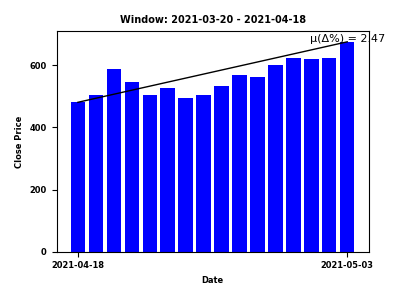 Window: 2021-03-20 - 2021-04-18
μ(Δ%) = 2.47
Close Price
600
400
200
0
2021-04-18
2021-05-03
Date